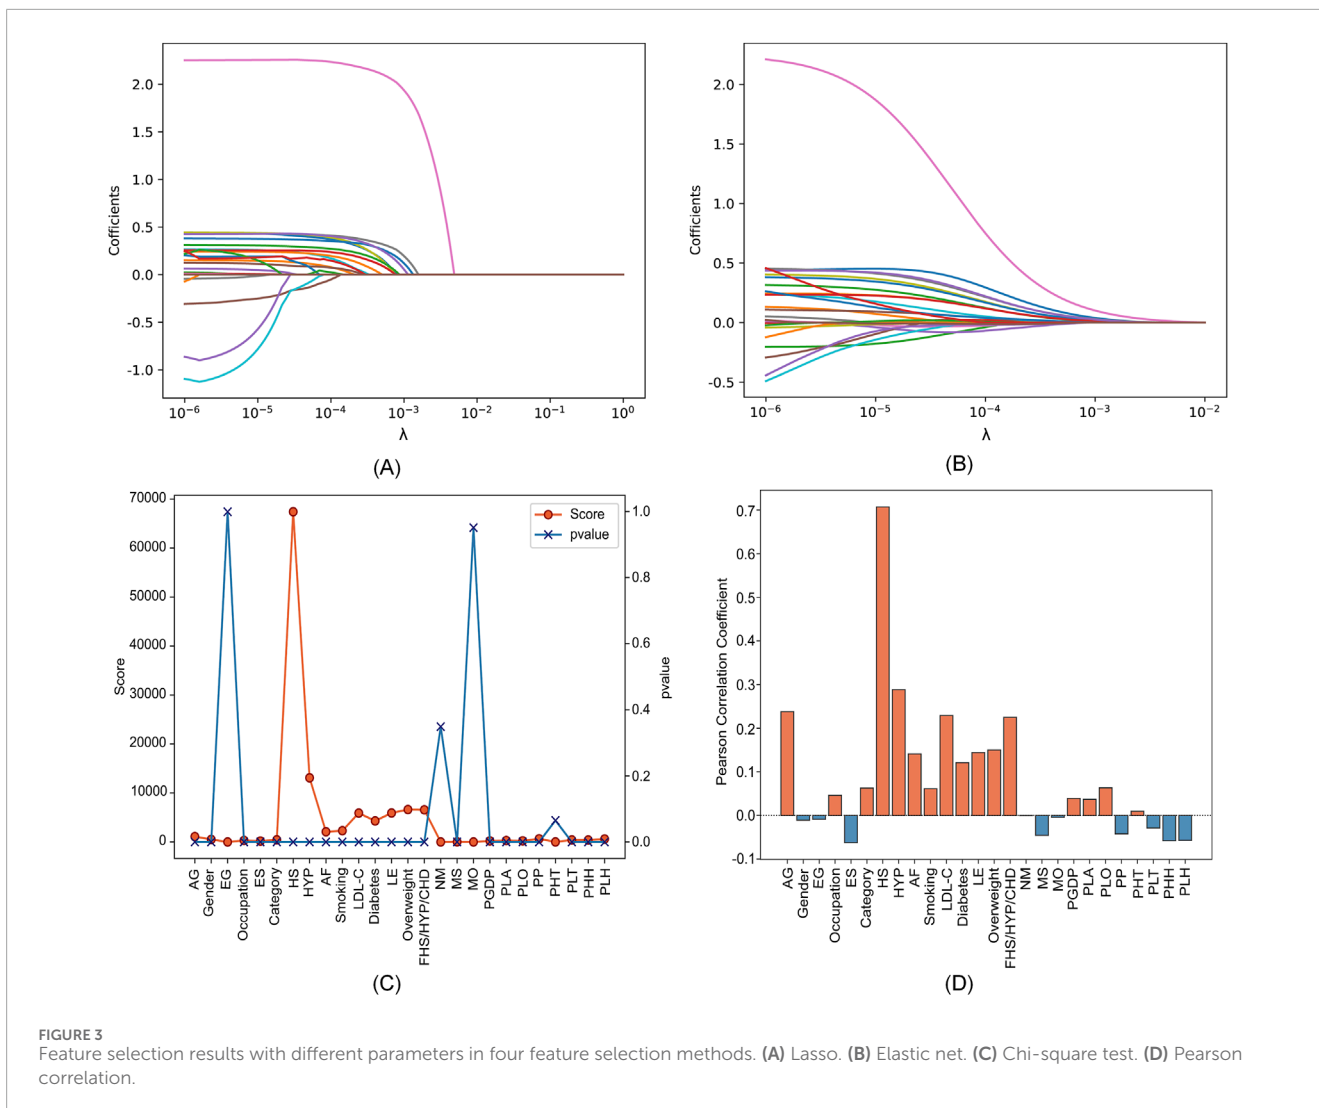 2.0
1.5
1.0
0.5
0.0
-0.5
-1.0
Cofficients
10⁻⁶ 10⁻⁵ 10⁻⁴ 10⁻³ 10⁻² 10⁻¹ 10⁰
λ
(A)
2.0
1.5
1.0
0.5
0.0
-0.5
Cofficients
10⁻⁶ 10⁻⁵ 10⁻⁴ 10⁻³ 10⁻²
λ
(B)
70000
60000
50000
40000
30000
20000
10000
0
Score
1.0
0.8
0.6
0.4
0.2
0.0
pvalue
Score
pvalue
AG
Gender
EG
Occupation
ES
Category
HS
HYP
AF
Smoking
LDL-C
Diabetes
LE
Overweight
FHS/HYP/CHD
NM
MS
MO
PGDP
PLA
PLO
PP
PHT
PLT
PHH
PLH
(C)
0.7
0.6
0.5
0.4
0.3
0.2
0.1
0.0
-0.1
Pearson Correlation Coefficient
AG
Gender
EG
Occupation
ES
Category
HS
HYP
AF
Smoking
LDL-C
Diabetes
LE
Overweight
FHS/HYP/CHD
NM
MS
MO
PGDP
PLA
PLO
PP
PHT
PLT
PHH
PLH
(D)
FIGURE 3
Feature selection results with different parameters in four feature selection methods. (A) Lasso. (B) Elastic net. (C) Chi-square test. (D) Pearson
correlation.